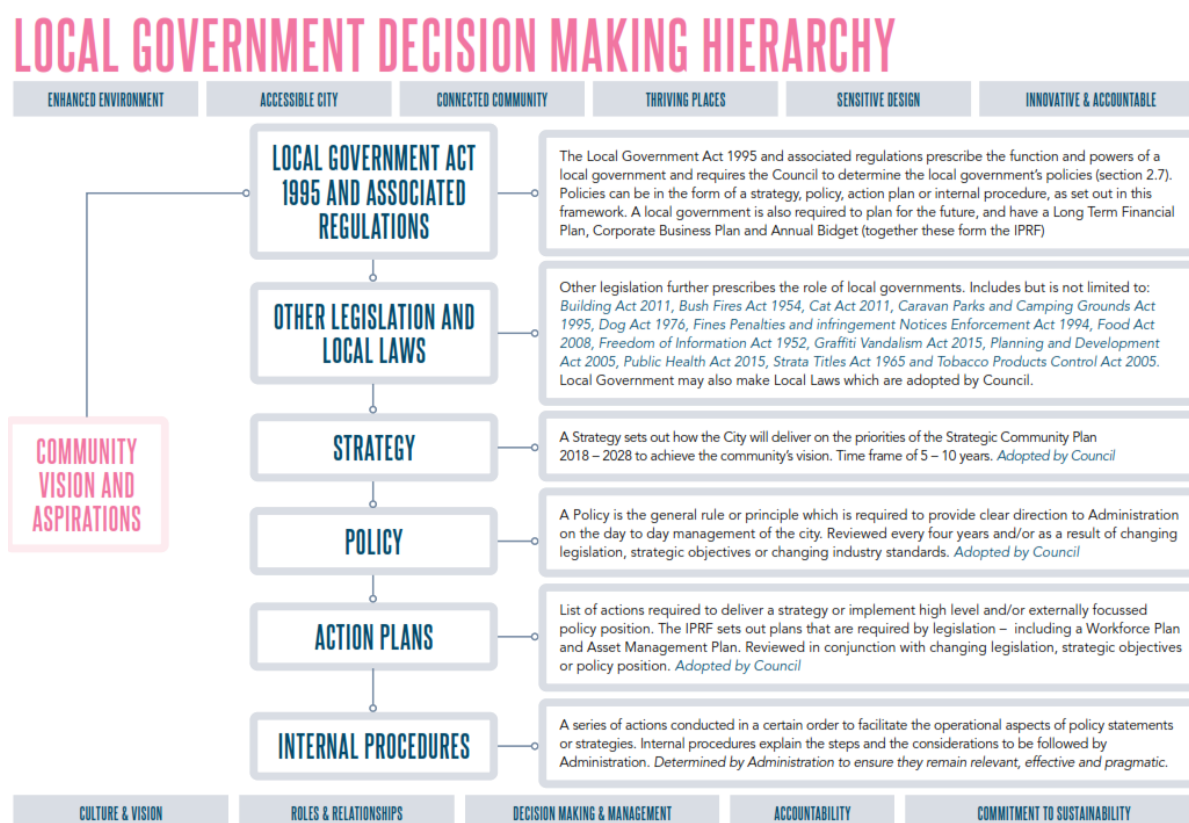 LOCAL GOVERNMENT DECISION MAKING HIERARCHY
ENHANCED ENVIRONMENT
ACCESSIBLE CITY
CONNECTED COMMUNITY
THRIVING PLACES
SENSITIVE DESIGN
INNOVATIVE & ACCOUNTABLE
COMMUNITY
VISION AND
ASPIRATIONS
LOCAL GOVERNMENT ACT
1995 AND ASSOCIATED
REGULATIONS
The Local Government Act 1995 and associated regulations prescribe the function and powers of a
local government and requires the Council to determine the local government's policies (section 2.7).
Policies can be in the form of a strategy, policy, action plan or internal procedure, as set out in this
framework. A local government is also required to plan for the future, and have a Long Term Financial
Plan, Corporate Business Plan and Annual Bidget (together these form the IPRF)
OTHER LEGISLATION AND
LOCAL LAWS
Other legislation further prescribes the role of local governments. Includes but is not limited to:
Building Act 2011, Bush Fires Act 1954, Cat Act 2011, Caravan Parks and Camping Grounds Act
1995, Dog Act 1976, Fines Penalties and infringement Notices Enforcement Act 1994, Food Act
2008, Freedom of Information Act 1952, Graffiti Vandalism Act 2015, Planning and Development
Act 2005, Public Health Act 2015, Strata Titles Act 1965 and Tobacco Products Control Act 2005.
Local Government may also make Local Laws which are adopted by Council.
STRATEGY
A Strategy sets out how the City will deliver on the priorities of the Strategic Community Plan
2018 – 2028 to achieve the community's vision. Time frame of 5 – 10 years. Adopted by Council
POLICY
A Policy is the general rule or principle which is required to provide clear direction to Administration
on the day to day management of the city. Reviewed every four years and/or as a result of changing
legislation, strategic objectives or changing industry standards. Adopted by Council
ACTION PLANS
List of actions required to deliver a strategy or implement high level and/or externally focussed
policy position. The IPRF sets out plans that are required by legislation – including a Workforce Plan
and Asset Management Plan. Reviewed in conjunction with changing legislation, strategic objectives
or policy position. Adopted by Council
INTERNAL PROCEDURES
A series of actions conducted in a certain order to facilitate the operational aspects of policy statements
or strategies. Internal procedures explain the steps and the considerations to be followed by
Administration. Determined by Administration to ensure they remain relevant, effective and pragmatic.
CULTURE & VISION
ROLES & RELATIONSHIPS
DECISION MAKING & MANAGEMENT
ACCOUNTABILITY
COMMITMENT TO SUSTAINABILITY